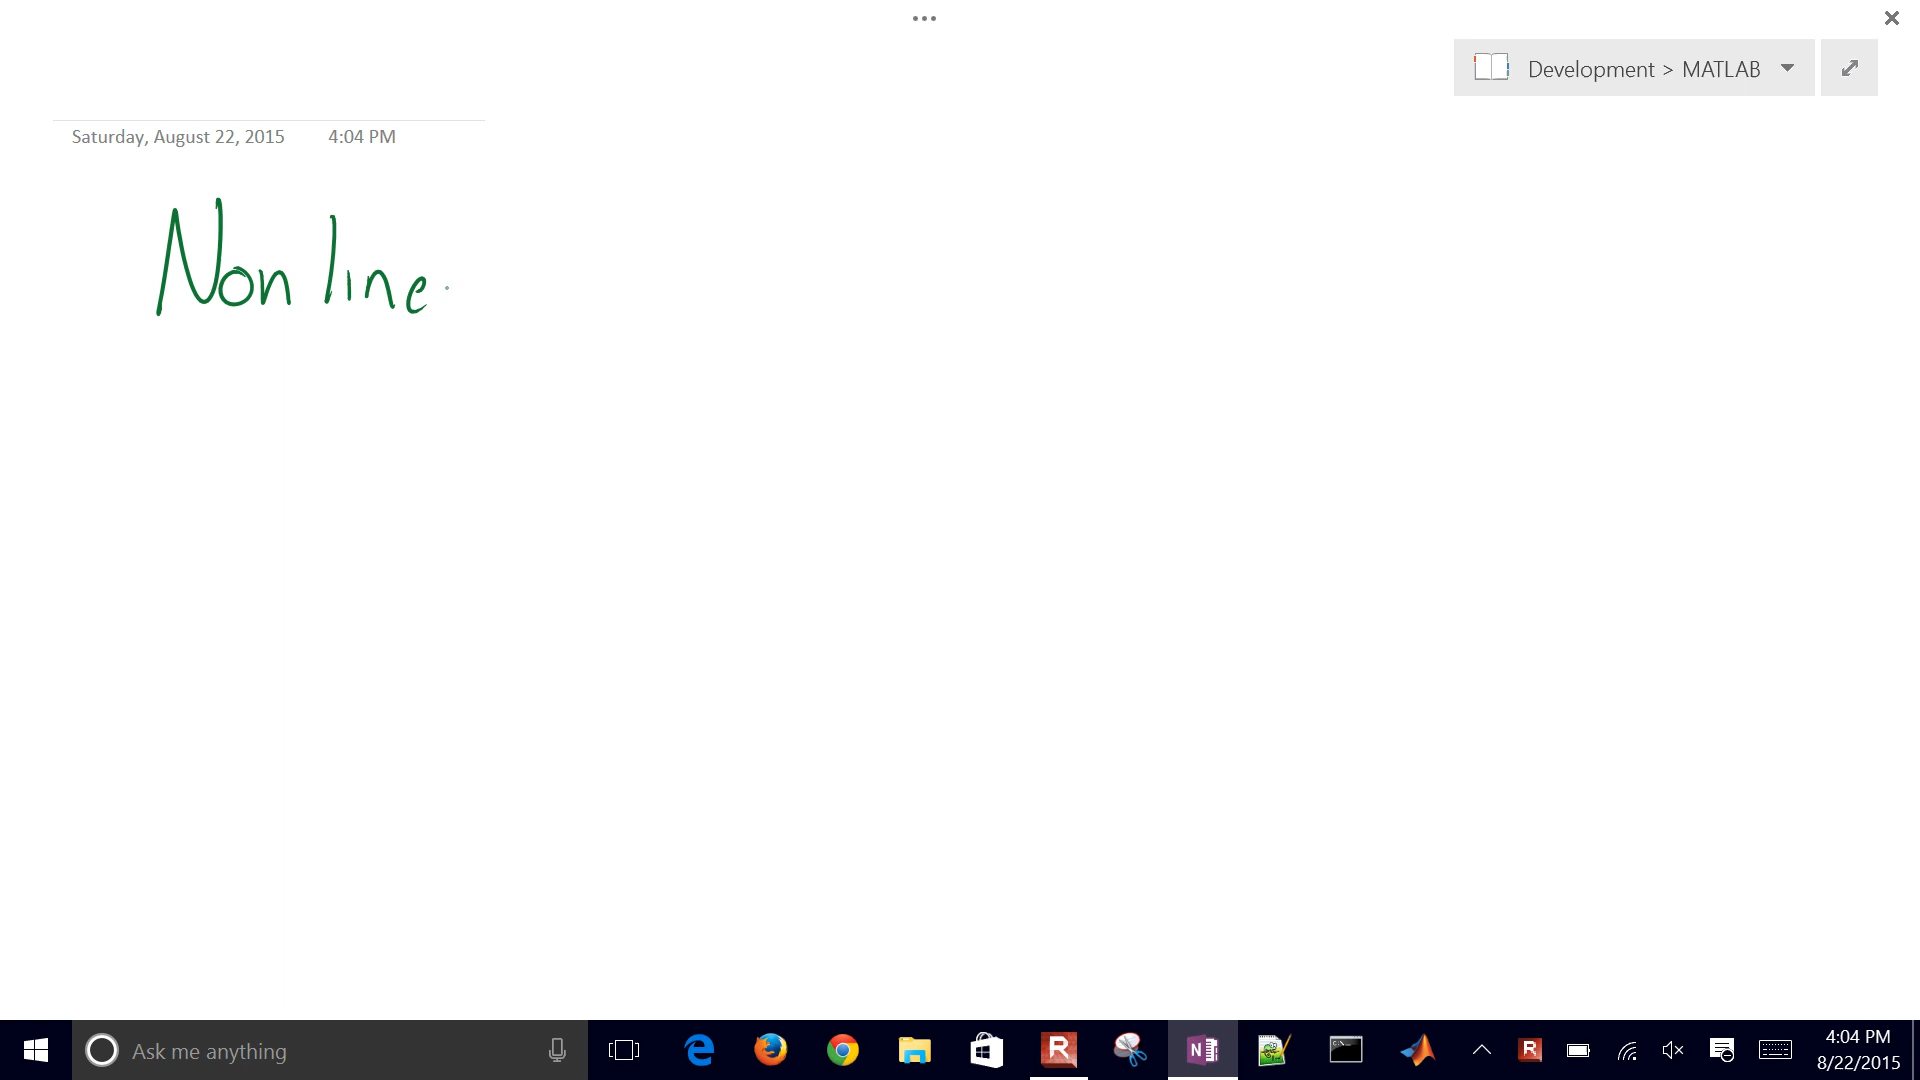 Development > MATLAB
Saturday, August 22, 2015 4:04 PM
Non line
Ask me anything
4:04 PM
8/22/2015